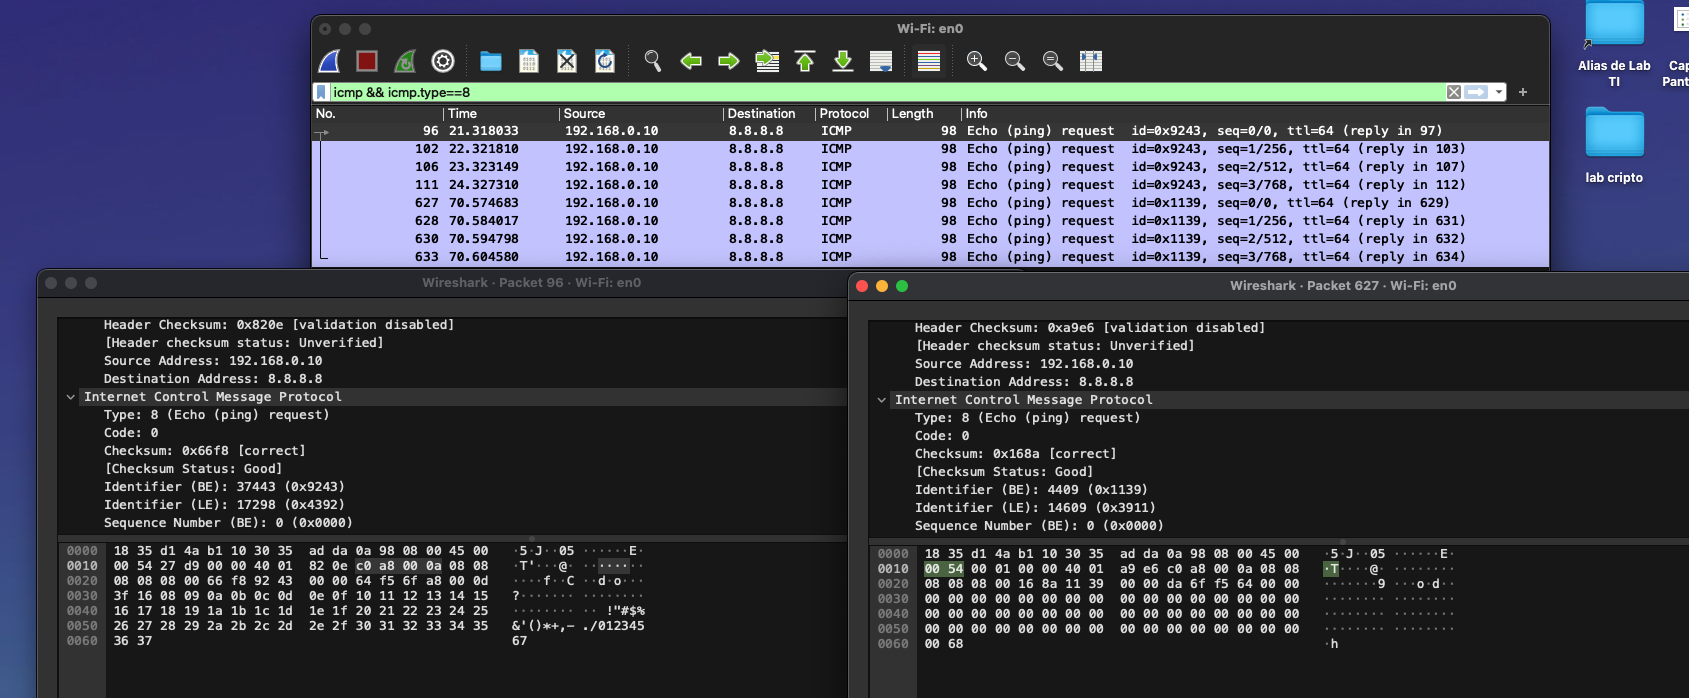 Wi-Fi: en0
Alias de Lab
TI
Cap
Pant
icmp && icmp.type==8
No. Time Source Destination Protocol Length Info
96 21.318033 192.168.0.10 8.8.8.8 ICMP 98 Echo (ping) request id=0x9243, seq=0/0, ttl=64 (reply in 97)
102 22.321810 192.168.0.10 8.8.8.8 ICMP 98 Echo (ping) request id=0x9243, seq=1/256, ttl=64 (reply in 103)
106 23.323149 192.168.0.10 8.8.8.8 ICMP 98 Echo (ping) request id=0x9243, seq=2/512, ttl=64 (reply in 107)
111 24.327310 192.168.0.10 8.8.8.8 ICMP 98 Echo (ping) request id=0x9243, seq=3/768, ttl=64 (reply in 112)
627 70.574683 192.168.0.10 8.8.8.8 ICMP 98 Echo (ping) request id=0x1139, seq=0/0, ttl=64 (reply in 629)
628 70.584017 192.168.0.10 8.8.8.8 ICMP 98 Echo (ping) request id=0x1139, seq=1/256, ttl=64 (reply in 631)
630 70.594798 192.168.0.10 8.8.8.8 ICMP 98 Echo (ping) request id=0x1139, seq=2/512, ttl=64 (reply in 632)
633 70.604580 192.168.0.10 8.8.8.8 ICMP 98 Echo (ping) request id=0x1139, seq=3/768, ttl=64 (reply in 634)
lab cripto
Wireshark · Packet 96 · Wi-Fi: en0
Header Checksum: 0x820e [validation disabled]
[Header checksum status: Unverified]
Source Address: 192.168.0.10
Destination Address: 8.8.8.8
Internet Control Message Protocol
Type: 8 (Echo (ping) request)
Code: 0
Checksum: 0x66f8 [correct]
[Checksum Status: Good]
Identifier (BE): 37443 (0x9243)
Identifier (LE): 17298 (0x4392)
Sequence Number (BE): 0 (0x0000)
0000 18 35 d1 4a b1 10 30 35 ad da 0a 98 08 00 45 00 ·5·J··05 ······E·
0010 00 54 27 d9 00 00 40 01 82 0e c0 a8 00 0a 08 08 ·T'···@· ········
0020 08 08 08 00 66 f8 92 43 00 00 64 f5 6f a8 00 0d ····f··C ··d·o···
0030 3f 16 08 09 0a 0b 0c 0d 0e 0f 10 11 12 13 14 15 ?······· ········
0040 16 17 18 19 1a 1b 1c 1d 1e 1f 20 21 22 23 24 25 ········ ·· !"#$%
0050 26 27 28 29 2a 2b 2c 2d 2e 2f 30 31 32 33 34 35 &'()*+,- ./012345
0060 36 37 67
Wireshark · Packet 627 · Wi-Fi: en0
Header Checksum: 0xa9e6 [validation disabled]
[Header checksum status: Unverified]
Source Address: 192.168.0.10
Destination Address: 8.8.8.8
Internet Control Message Protocol
Type: 8 (Echo (ping) request)
Code: 0
Checksum: 0x168a [correct]
[Checksum Status: Good]
Identifier (BE): 4409 (0x1139)
Identifier (LE): 14609 (0x3911)
Sequence Number (BE): 0 (0x0000)
0000 18 35 d1 4a b1 10 30 35 ad da 0a 98 08 00 45 00 ·5·J··05 ······E·
0010 00 54 00 01 00 00 40 01 a9 e6 c0 a8 00 0a 08 08 ·T····@· ········
0020 08 08 08 00 16 8a 11 39 00 00 da 6f f5 64 00 00 ·······9 ···o·d··
0030 00 00 00 00 00 00 00 00 00 00 00 00 00 00 00 00 ········ ········
0040 00 00 00 00 00 00 00 00 00 00 00 00 00 00 00 00 ········ ········
0050 00 00 00 00 00 00 00 00 00 00 00 00 00 00 00 00 ········ ········
0060 00 68 ·h